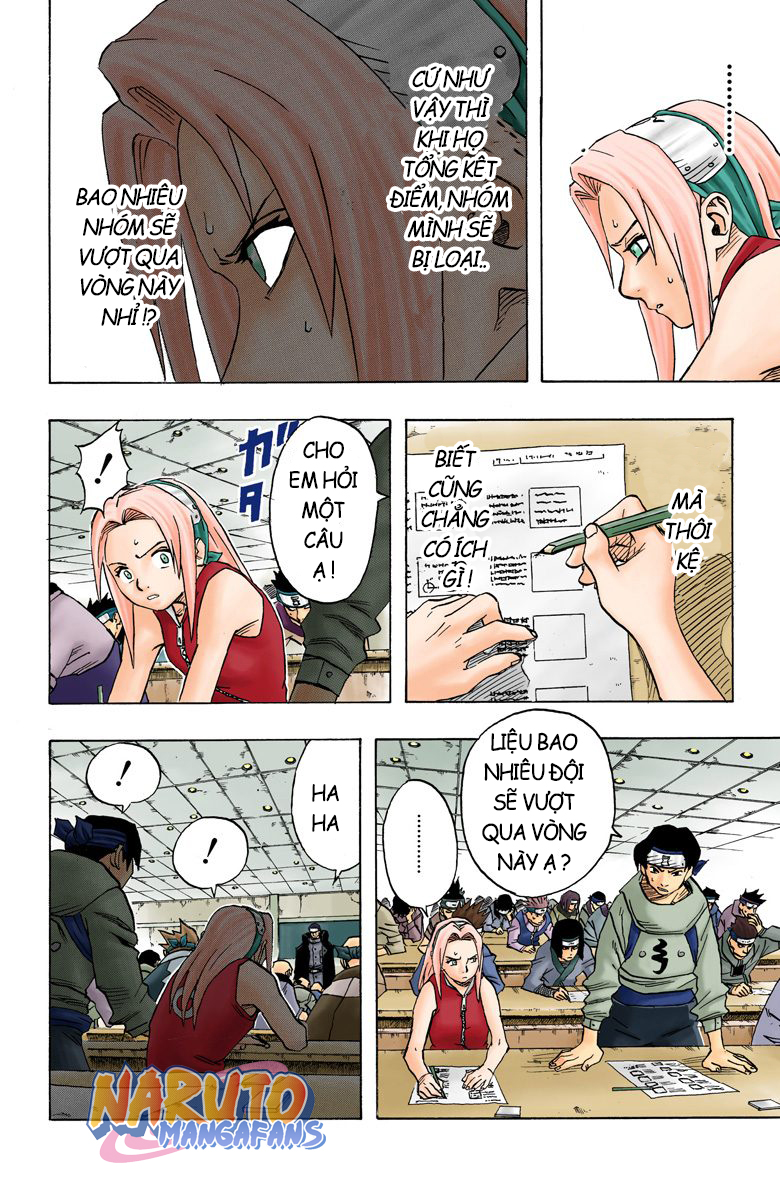 .........
CỨ NHƯ
VẬY THÌ
KHI HỌ
TỔNG KẾT
ĐIỂM, NHÓM
MÌNH SẼ
BỊ LOẠI..
BAO NHIÊU
NHÓM SẼ
VƯỢT QUA
VÒNG NÀY
NHỈ!?
MÀ
THÔI
KỆ
BIẾT
CŨNG
CHẲNG
CÓ ÍCH
GÌ!
CHO
EM HỎI
MỘT
CÂU
Ạ!
ガタ
!
LIỆU BAO
NHIÊU ĐỘI
SẼ VƯỢT
QUA VÒNG
NÀY Ạ?
.........
HA
HA
!
!
NARUTO
MANGAFANS